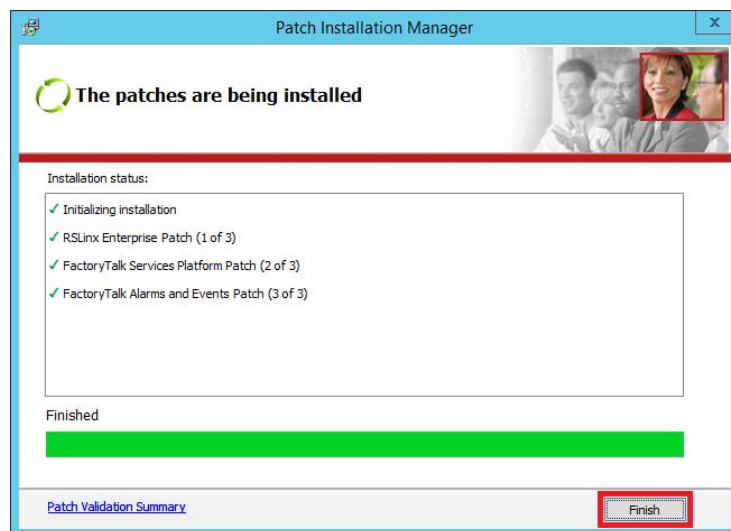 Patch Installation Manager
x
The patches are being installed
Installation status:
✓ Initializing installation
✓ RSLinx Enterprise Patch (1 of 3)
✓ FactoryTalk Services Platform Patch (2 of 3)
✓ FactoryTalk Alarms and Events Patch (3 of 3)
Finished
Patch Validation Summary
Finish